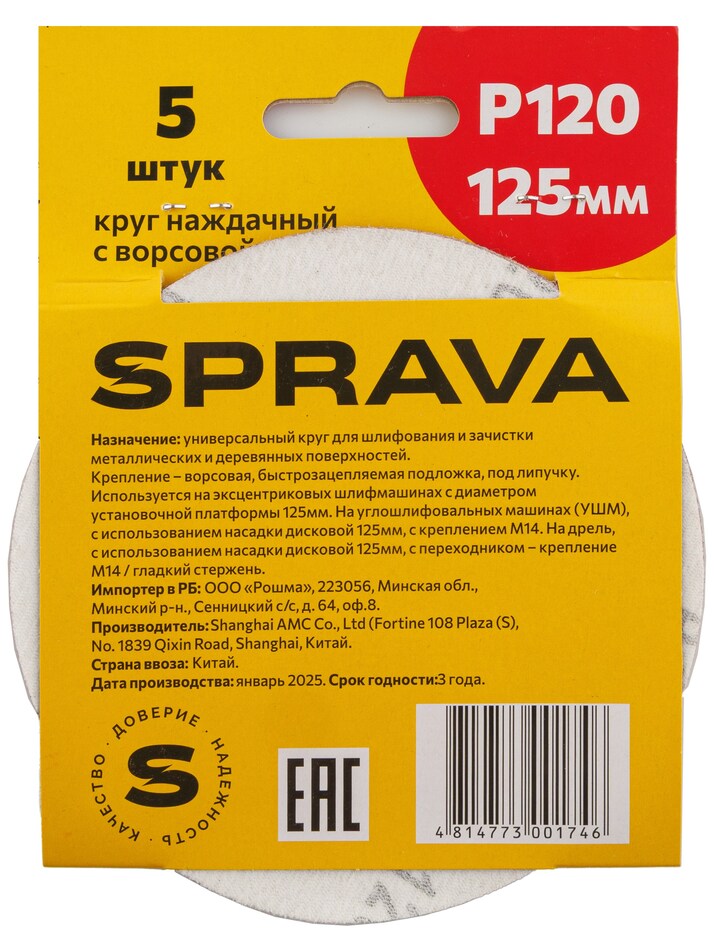 5
штук
круг наждачный
с ворсовой
P120
125мм
SPRAVA
Назначение: универсальный круг для шлифования и зачистки
металлических и деревянных поверхностей.
Крепление – ворсовая, быстрозацепляемая подложка, под липучку.
Используется на эксцентриковых шлифмашинах с диаметром
установочной платформы 125мм. На углошлифовальных машинах (УШМ),
с использованием насадки дисковой 125мм, с креплением М14. На дрель,
с использованием насадки дисковой 125мм, с переходником – крепление
М14 / гладкий стержень.
Импортер в РБ: ООО «Рошма», 223056, Минская обл.,
Минский р-н., Сенницкий с/с, д. 64, оф.8.
Производитель: Shanghai AMC Co., Ltd (Fortine 108 Plaza (S),
No. 1839 Qixin Road, Shanghai, Китай.
Страна ввоза: Китай.
Дата производства: январь 2025. Срок годности:3 года.
КАЧЕСТВО · ДОВЕРИЕ · НАДЕЖНОСТЬ ·
S
EAC
4 814773 001746